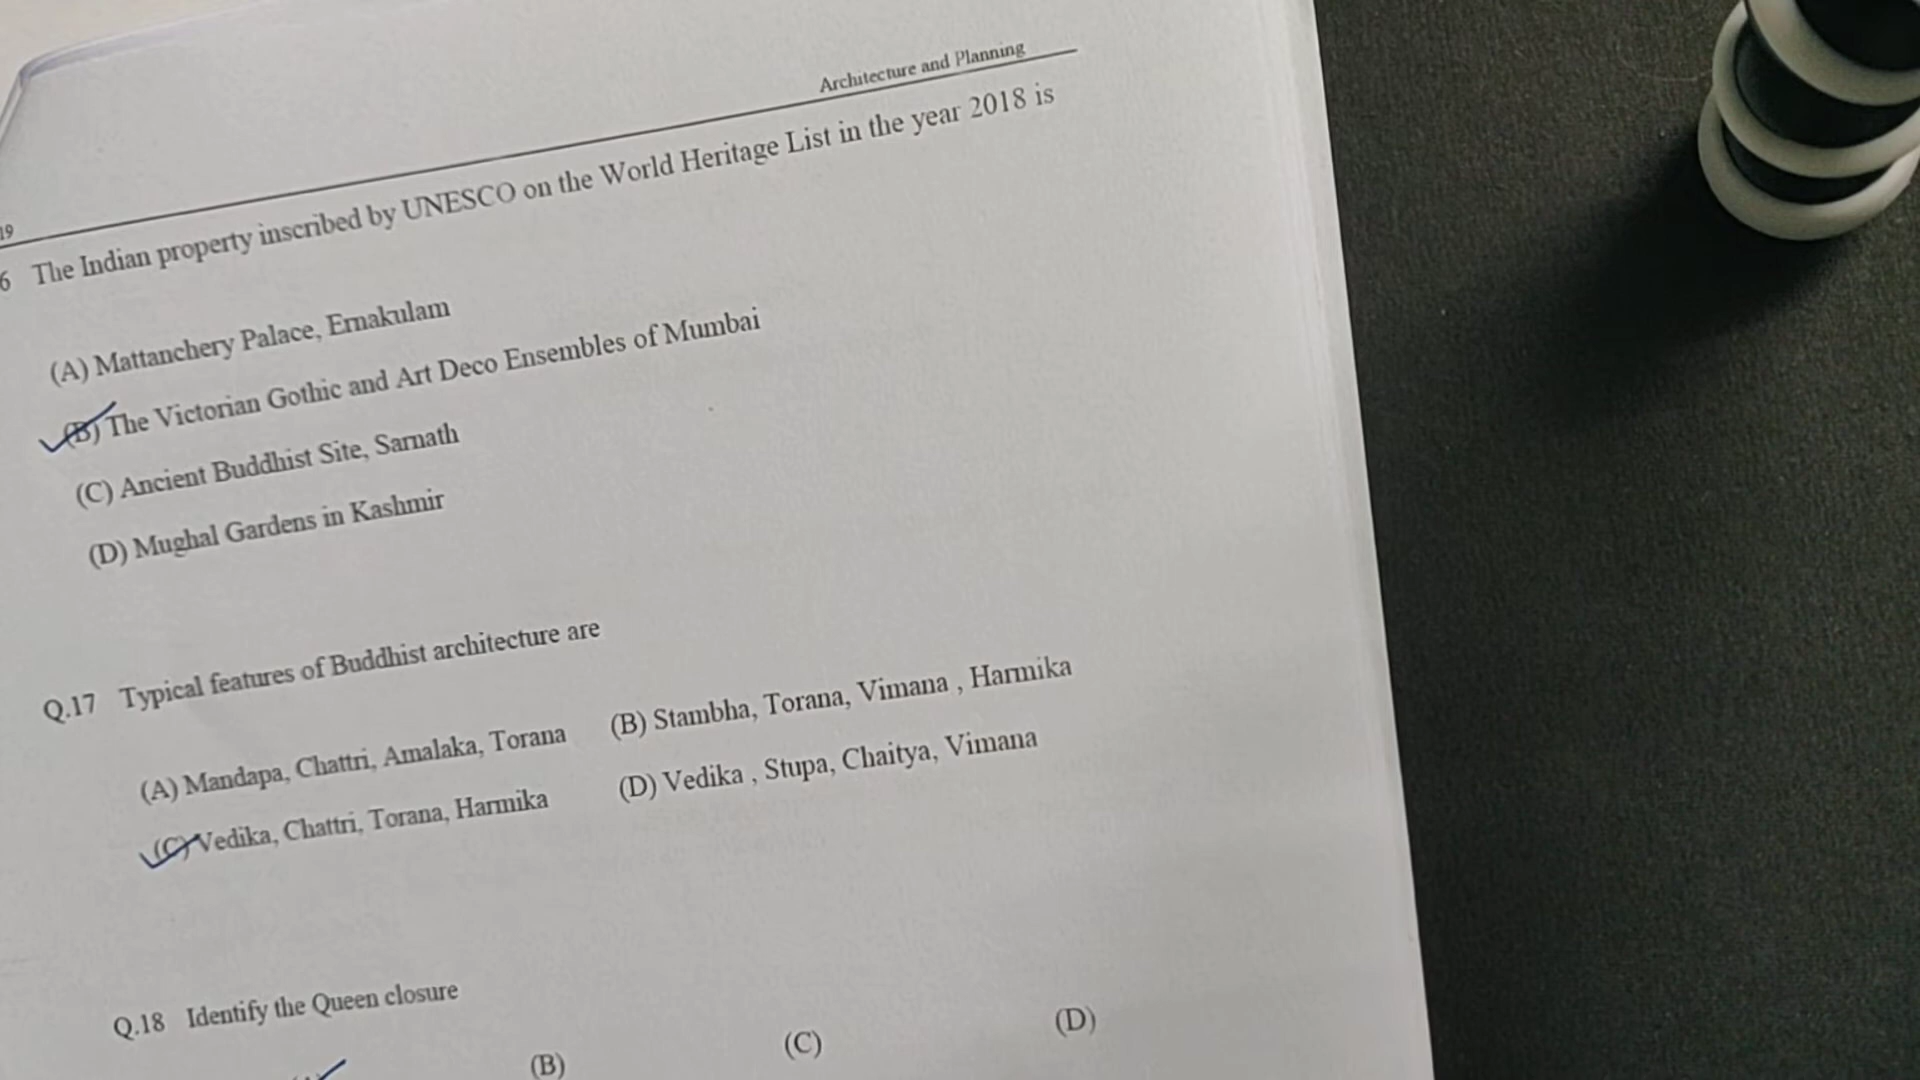 Architecture and Planning
19
6 The Indian property inscribed by UNESCO on the World Heritage List in the year 2018 is
(A) Mattanchery Palace, Ernakulam
(B) The Victorian Gothic and Art Deco Ensembles of Mumbai
(C) Ancient Buddhist Site, Sarnath
(D) Mughal Gardens in Kashmir
Q.17 Typical features of Buddhist architecture are
(A) Mandapa, Chattri, Amalaka, Torana (B) Stambha, Torana, Vimana , Harmika
(C) Vedika, Chattri, Torana, Harmika (D) Vedika , Stupa, Chaitya, Vimana
Q.18 Identify the Queen closure
(B) (C) (D)